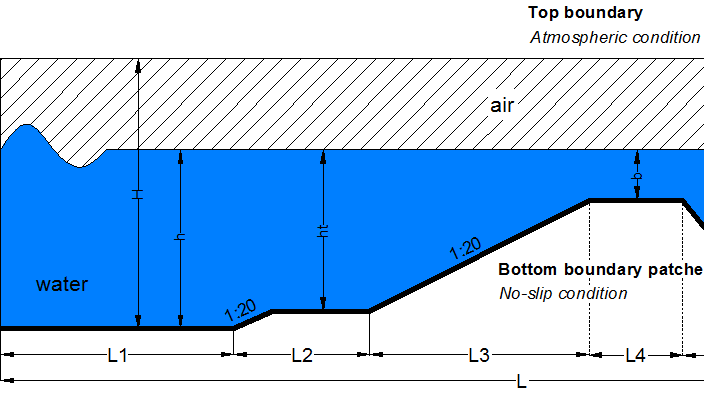 Top boundary
Atmospheric condition
air
H
h
ht
b
1:20
1:20
water
Bottom boundary patche
No-slip condition
L1
L2
L3
L4
L